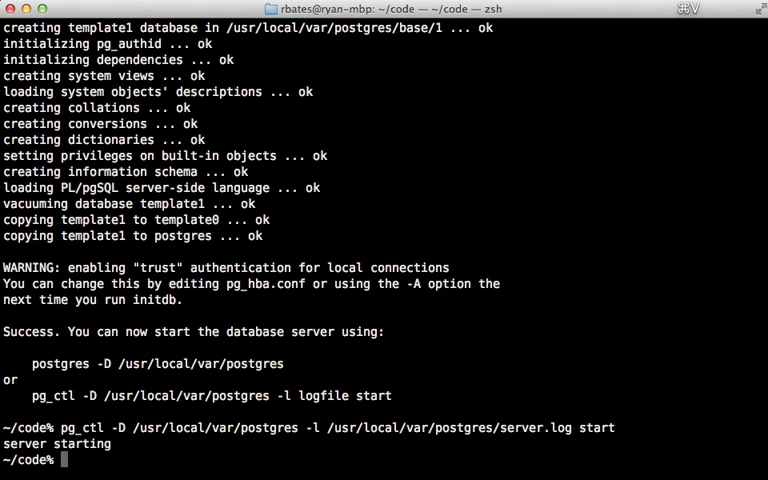 rbates@ryan-mbp: ~/code — ~/code — zsh
⌘V
creating template1 database in /usr/local/var/postgres/base/1 ... ok
initializing pg_authid ... ok
initializing dependencies ... ok
creating system views ... ok
loading system objects' descriptions ... ok
creating collations ... ok
creating conversions ... ok
creating dictionaries ... ok
setting privileges on built-in objects ... ok
creating information schema ... ok
loading PL/pgSQL server-side language ... ok
vacuuming database template1 ... ok
copying template1 to template0 ... ok
copying template1 to postgres ... ok
WARNING: enabling "trust" authentication for local connections
You can change this by editing pg_hba.conf or using the -A option the
next time you run initdb.
Success. You can now start the database server using:
postgres -D /usr/local/var/postgres
or
pg_ctl -D /usr/local/var/postgres -l logfile start
~/code% pg_ctl -D /usr/local/var/postgres -l /usr/local/var/postgres/server.log start
server starting
~/code%